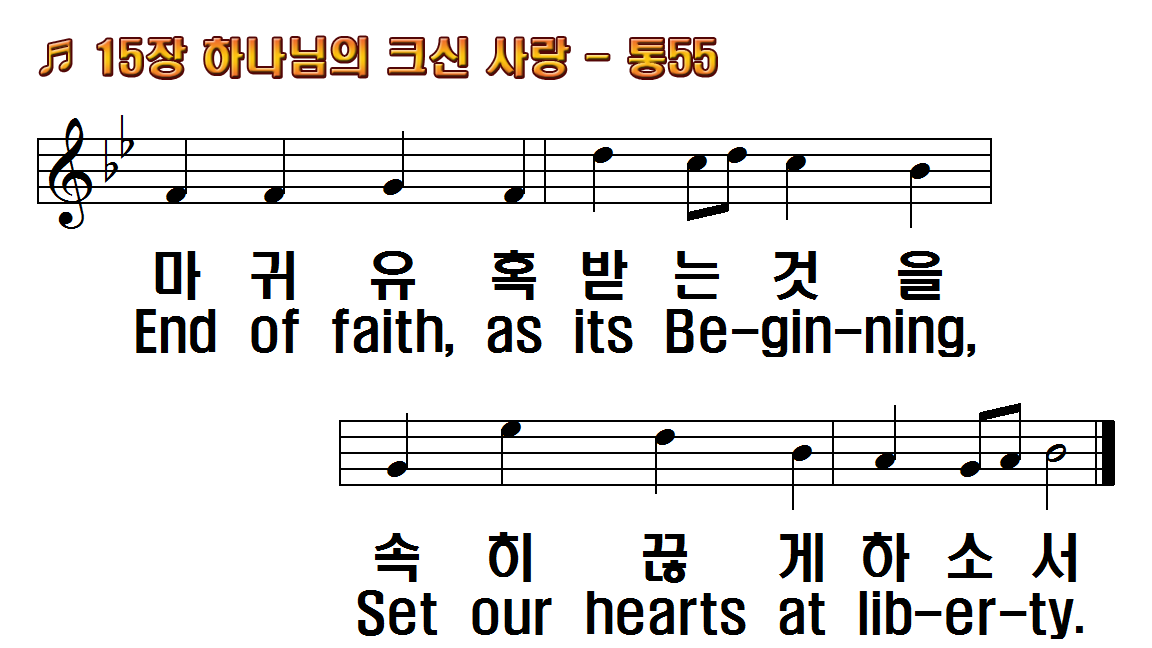 ♬ 15장 하나님의 크신 사랑 - 통55
마 귀 유 혹 받 는 것 을
End of faith, as its Be-gin-ning,
속 히 끊 게 하 소 서
Set our hearts at lib-er-ty.